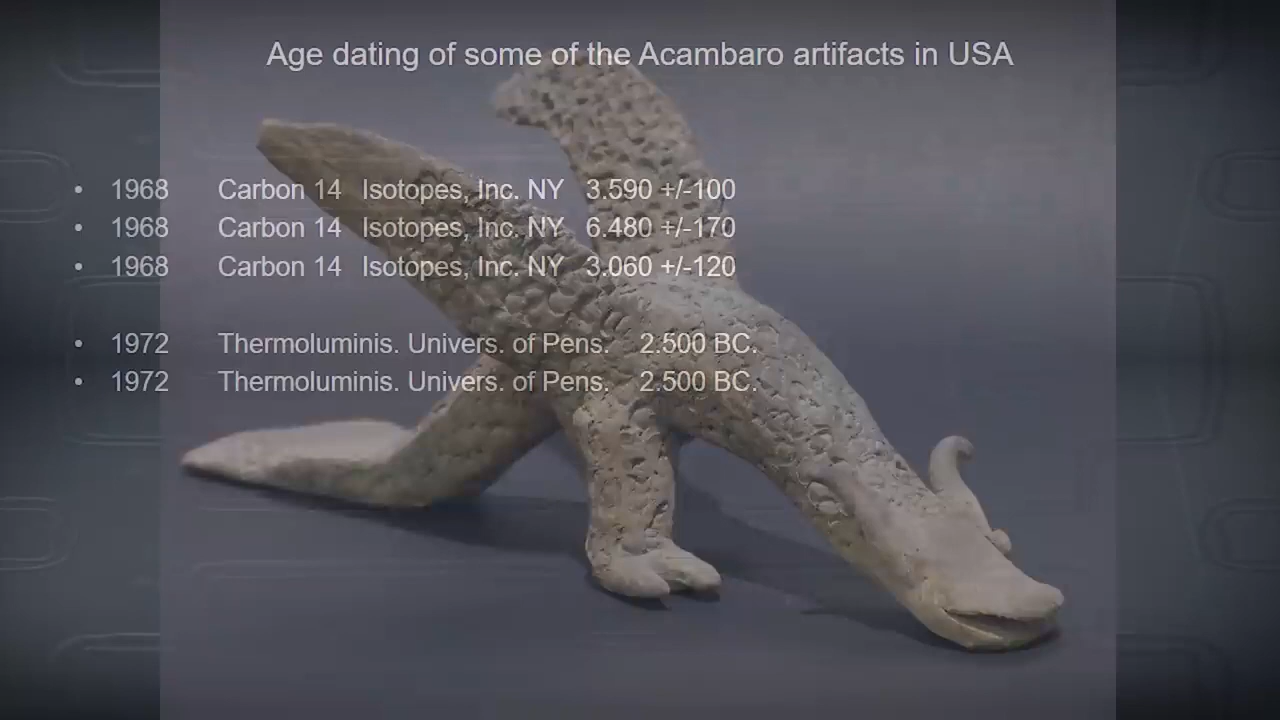 Age dating of some of the Acambaro artifacts in USA
• 1968 Carbon 14 Isotopes, Inc. NY 3.590 +/-100
• 1968 Carbon 14 Isotopes, Inc. NY 6.480 +/-170
• 1968 Carbon 14 Isotopes, Inc. NY 3.060 +/-120
• 1972 Thermoluminis. Univers. of Pens. 2.500 BC.
• 1972 Thermoluminis. Univers. of Pens. 2.500 BC.